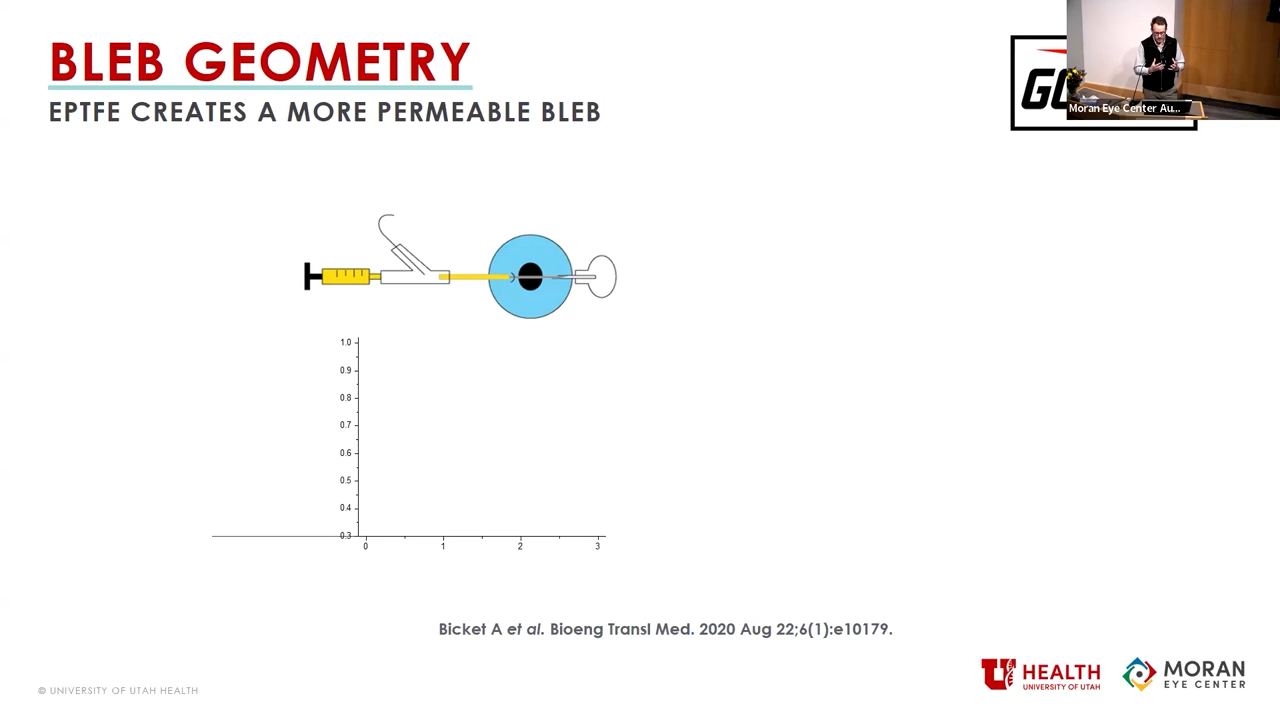 BLEB GEOMETRY
EPTFE CREATES A MORE PERMEABLE BLEB
Moran Eye Center Au...
1.0
0.9
0.8
0.7
0.6
0.5
0.4
0.3
0 1 2 3
Bicket A et al. Bioeng Transl Med. 2020 Aug 22;6(1):e10179.
© UNIVERSITY OF UTAH HEALTH
U HEALTH
UNIVERSITY OF UTAH
MORAN
EYE CENTER